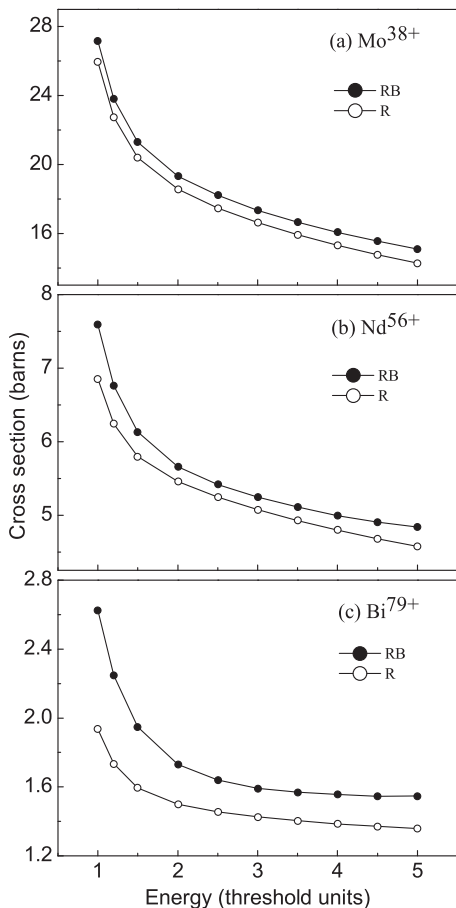 28
24
20
16
(a) Mo38+
RB
R
8
7
6
5
(b) Nd56+
RB
R
Cross section (barns)
2.8
2.4
2.0
1.6
1.2
(c) Bi79+
RB
R
1 2 3 4 5
Energy (threshold units)